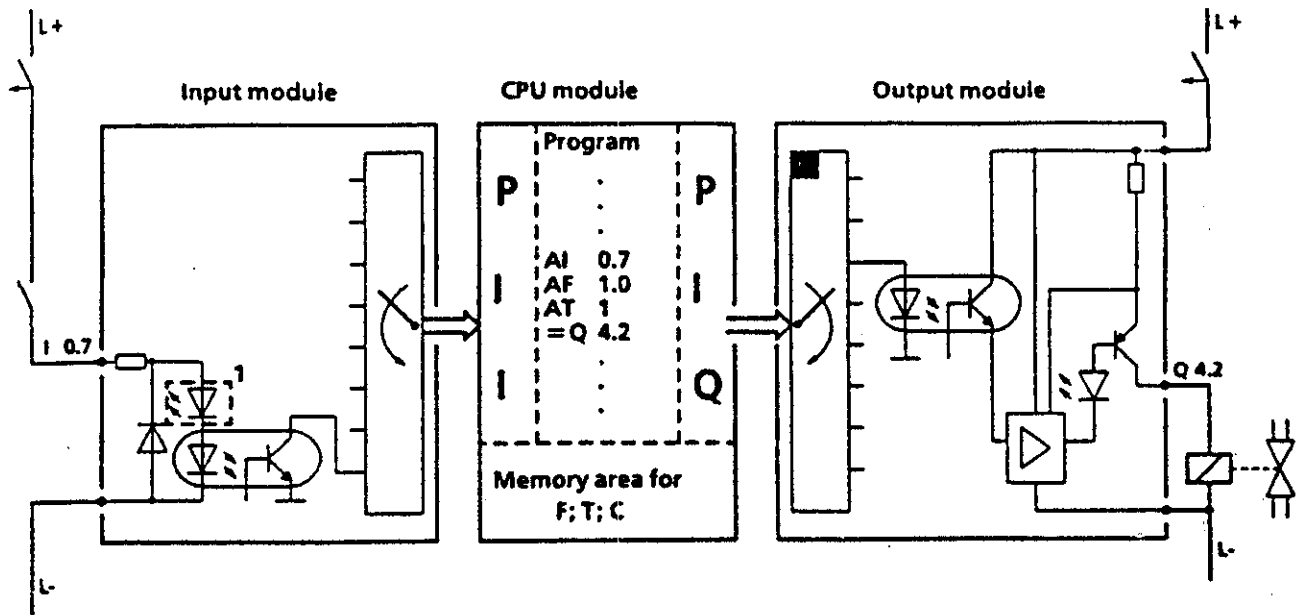 L+
L+
Input module
CPU module
Output module
Program
P
P
.
.
.
I
AI 0.7
I
AF 1.0
AT 1
=Q 4.2
I 0.7
1
.
.
.
I
Q
Q 4.2
Memory area for
F; T; C
L-
L-